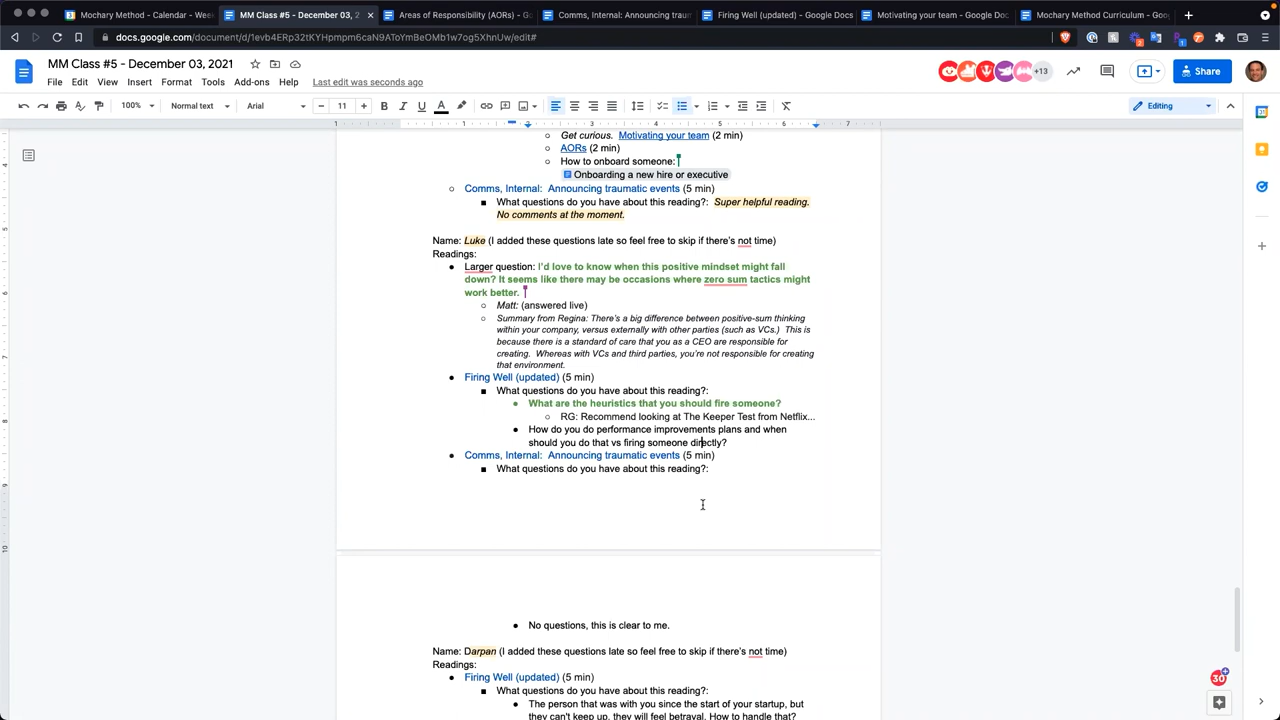 Mochary Method - Calendar - Wee
MM Class #5 - December 03, 2
Areas of Responsibility (AORs) - G
Comms, Internal: Announcing traum
Firing Well (updated) - Google Docs
Motivating your team - Google Doc
Mochary Method Curriculum - Goo
docs.google.com/document/d/1evb4ERp32tKYHpmpm6caN9AToYmBeOMb1w7og5XhnUw/edit#
MM Class #5 - December 03, 2021
File Edit View Insert Format Tools Add-ons Help Last edit was seconds ago
+13
Share
100% Normal text Arial 11 B I U A
Editing
1 1 2 3 4 5 6 7
Get curious. Motivating your team (2 min)
AORs (2 min)
How to onboard someone:
Onboarding a new hire or executive
Comms, Internal: Announcing traumatic events (5 min)
What questions do you have about this reading?: Super helpful reading.
No comments at the moment.
Name: Luke (I added these questions late so feel free to skip if there's not time)
Readings:
Larger question: I'd love to know when this positive mindset might fall
down? It seems like there may be occasions where zero sum tactics might
work better.
Matt: (answered live)
Summary from Regina: There's a big difference between positive-sum thinking
within your company, versus externally with other parties (such as VCs.) This is
because there is a standard of care that you as a CEO are responsible for
creating. Whereas with VCs and third parties, you're not responsible for creating
that environment.
Firing Well (updated) (5 min)
What questions do you have about this reading?:
What are the heuristics that you should fire someone?
RG: Recommend looking at The Keeper Test from Netflix...
How do you do performance improvements plans and when
should you do that vs firing someone directly?
Comms, Internal: Announcing traumatic events (5 min)
What questions do you have about this reading?:
No questions, this is clear to me.
Name: Darpan (I added these questions late so feel free to skip if there's not time)
Readings:
Firing Well (updated) (5 min)
What questions do you have about this reading?:
The person that was with you since the start of your startup, but
they can't keep up, they will feel betrayal. How to handle that?
30